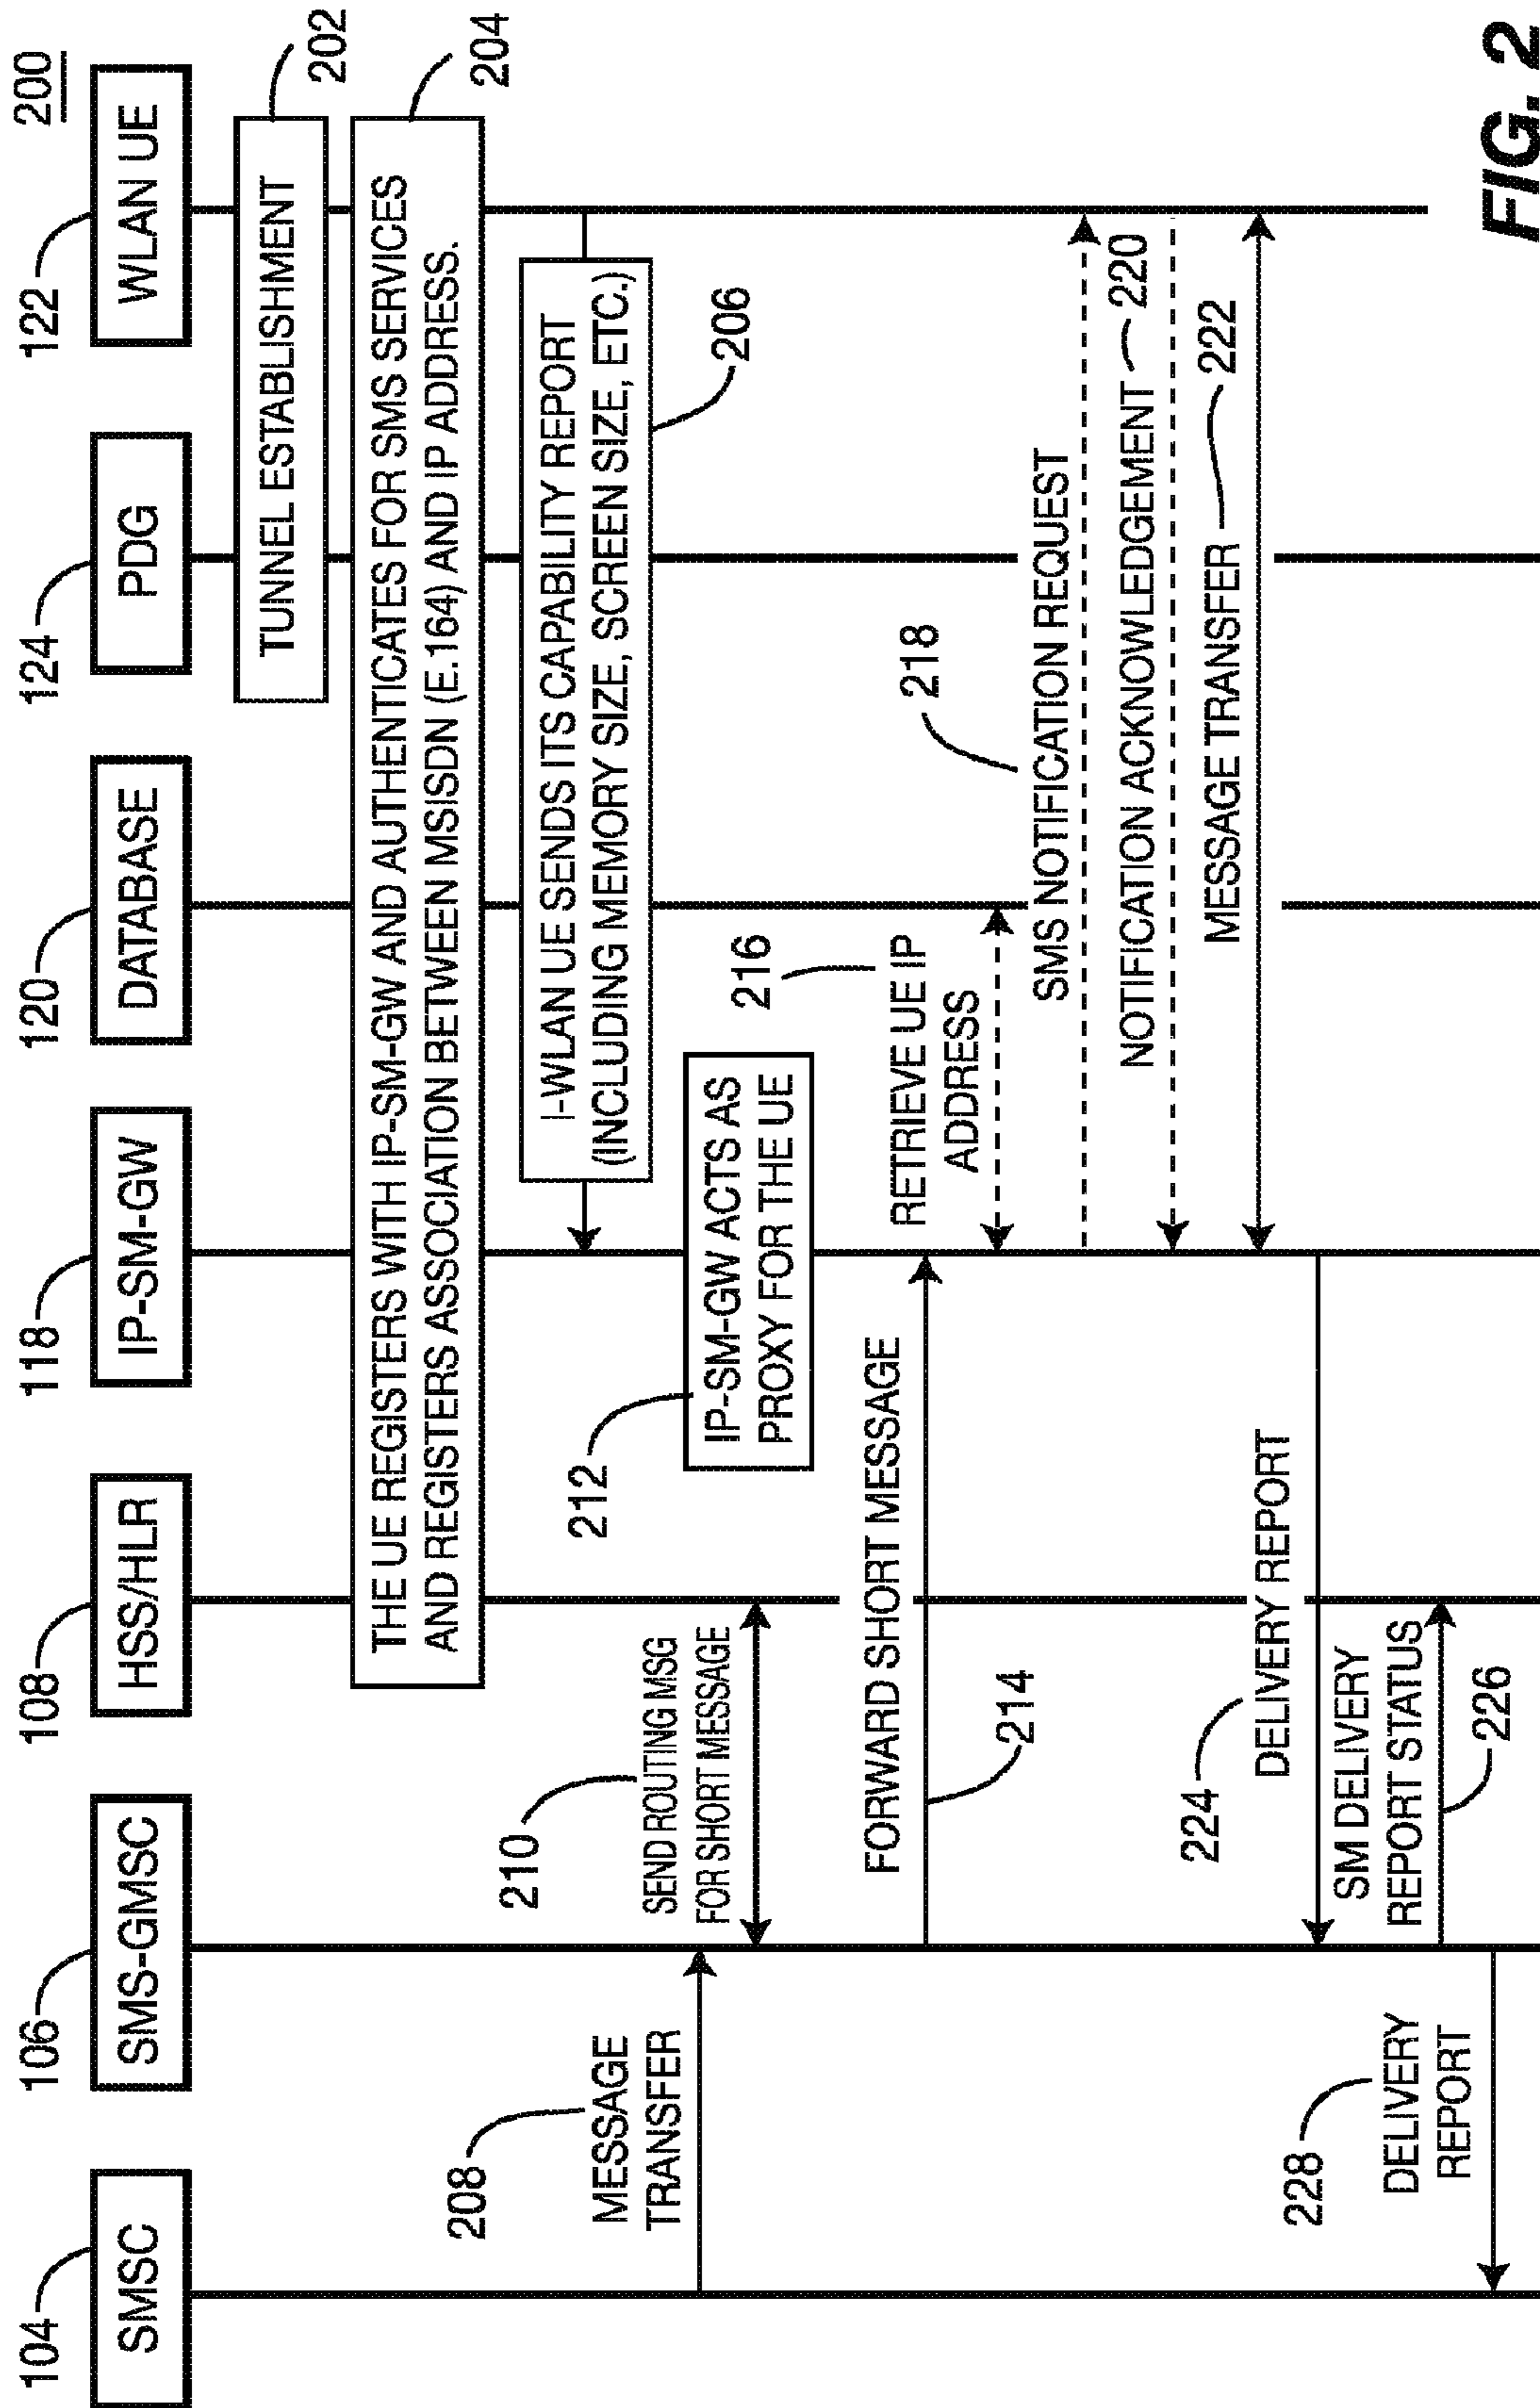 200
104
106
108
118
120
124
122
SMSC
SMS-GMSC
HSS/HLR
IP-SM-GW
DATABASE
PDG
WLAN UE
TUNNEL ESTABLISHMENT
202
THE UE REGISTERS WITH IP-SM-GW AND AUTHENTICATES FOR SMS SERVICES
AND REGISTERS ASSOCIATION BETWEEN MSISDN (E.164) AND IP ADDRESS.
204
I-WLAN UE SENDS ITS CAPABILITY REPORT
(INCLUDING MEMORY SIZE, SCREEN SIZE, ETC.)
206
208
MESSAGE
TRANSFER
210
SEND ROUTING MSG
FOR SHORT MESSAGE
212
IP-SM-GW ACTS AS
PROXY FOR THE UE
FORWARD SHORT MESSAGE
214
216
RETRIEVE UE IP
ADDRESS
218
SMS NOTIFICATION REQUEST
NOTIFICATION ACKNOWLEDGEMENT
220
MESSAGE TRANSFER
222
224
DELIVERY REPORT
SM DELIVERY
REPORT STATUS
226
228
DELIVERY
REPORT
FIG. 2